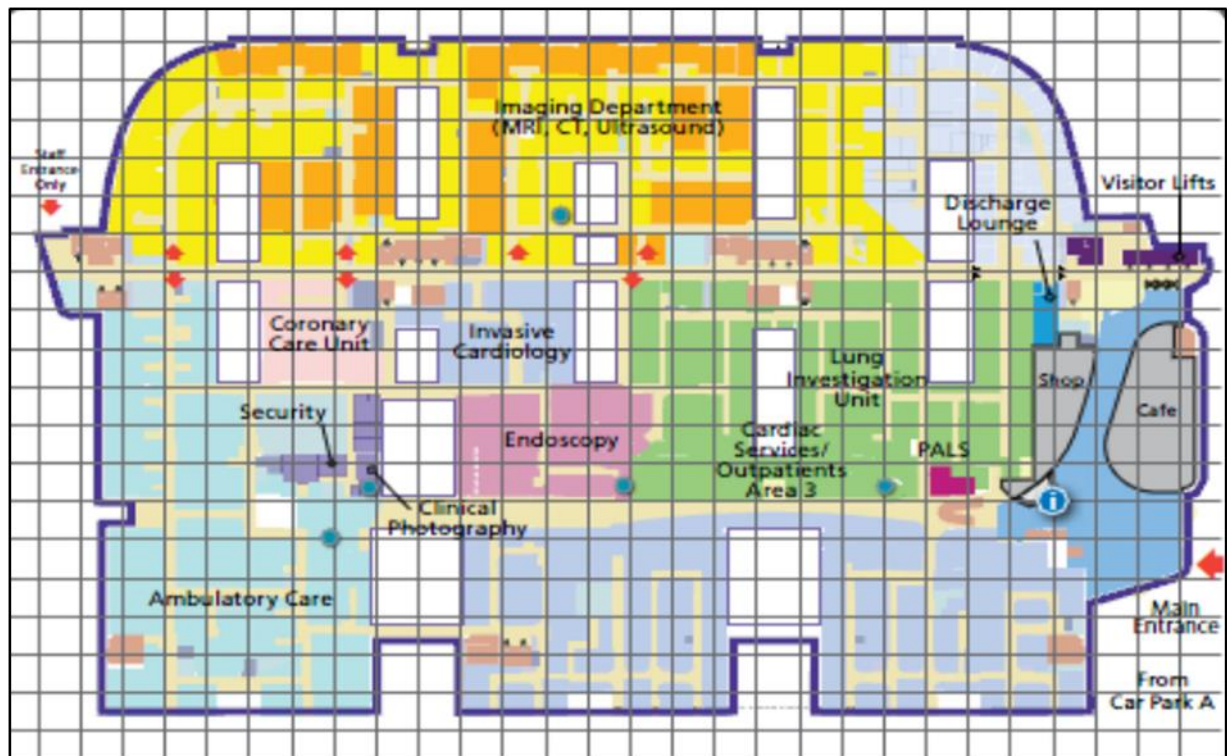 Imaging Department
(MRI, CT, Ultrasound)
Staff
Entrance
Only
Visitor Lifts
Discharge
Lounge
Coronary
Care Unit
Invasive
Cardiology
Lung
Investigation
Unit
Shop
Cafe
Security
Endoscopy
Cardiac
Services/
Outpatients
Area 3
PALS
i
Clinical
Photography
Ambulatory Care
Main
Entrance
From
Car Park A